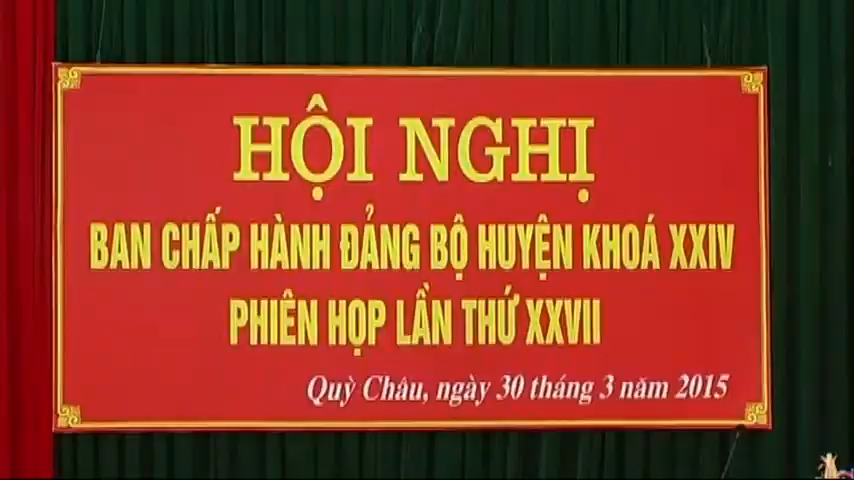 HỘI NGHỊ
BAN CHẤP HÀNH ĐẢNG BỘ HUYỆN KHOÁ XXIV
PHIÊN HỌP LẦN THỨ XXVII
Quỳ Châu, ngày 30 tháng 3 năm 2015